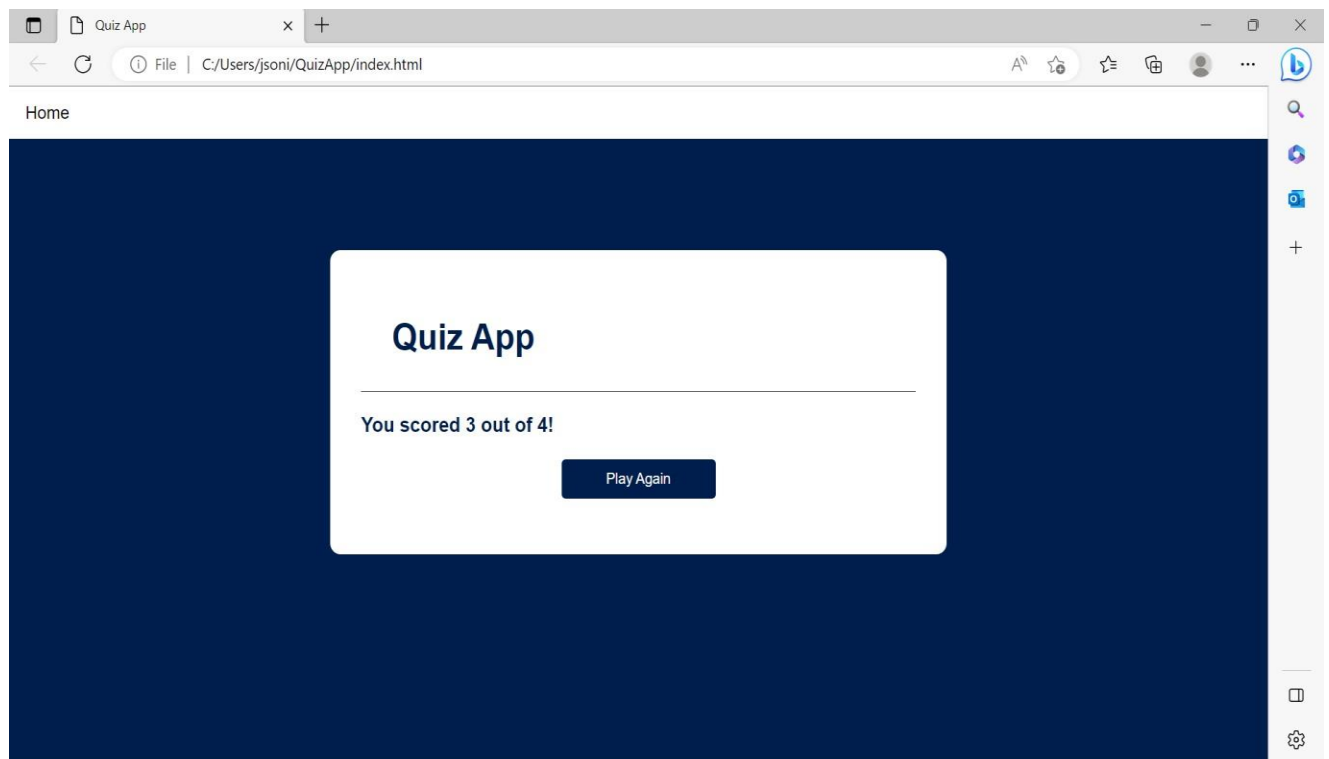 Quiz App
File | C:/Users/jsoni/QuizApp/index.html
Home
Quiz App
You scored 3 out of 4!
Play Again